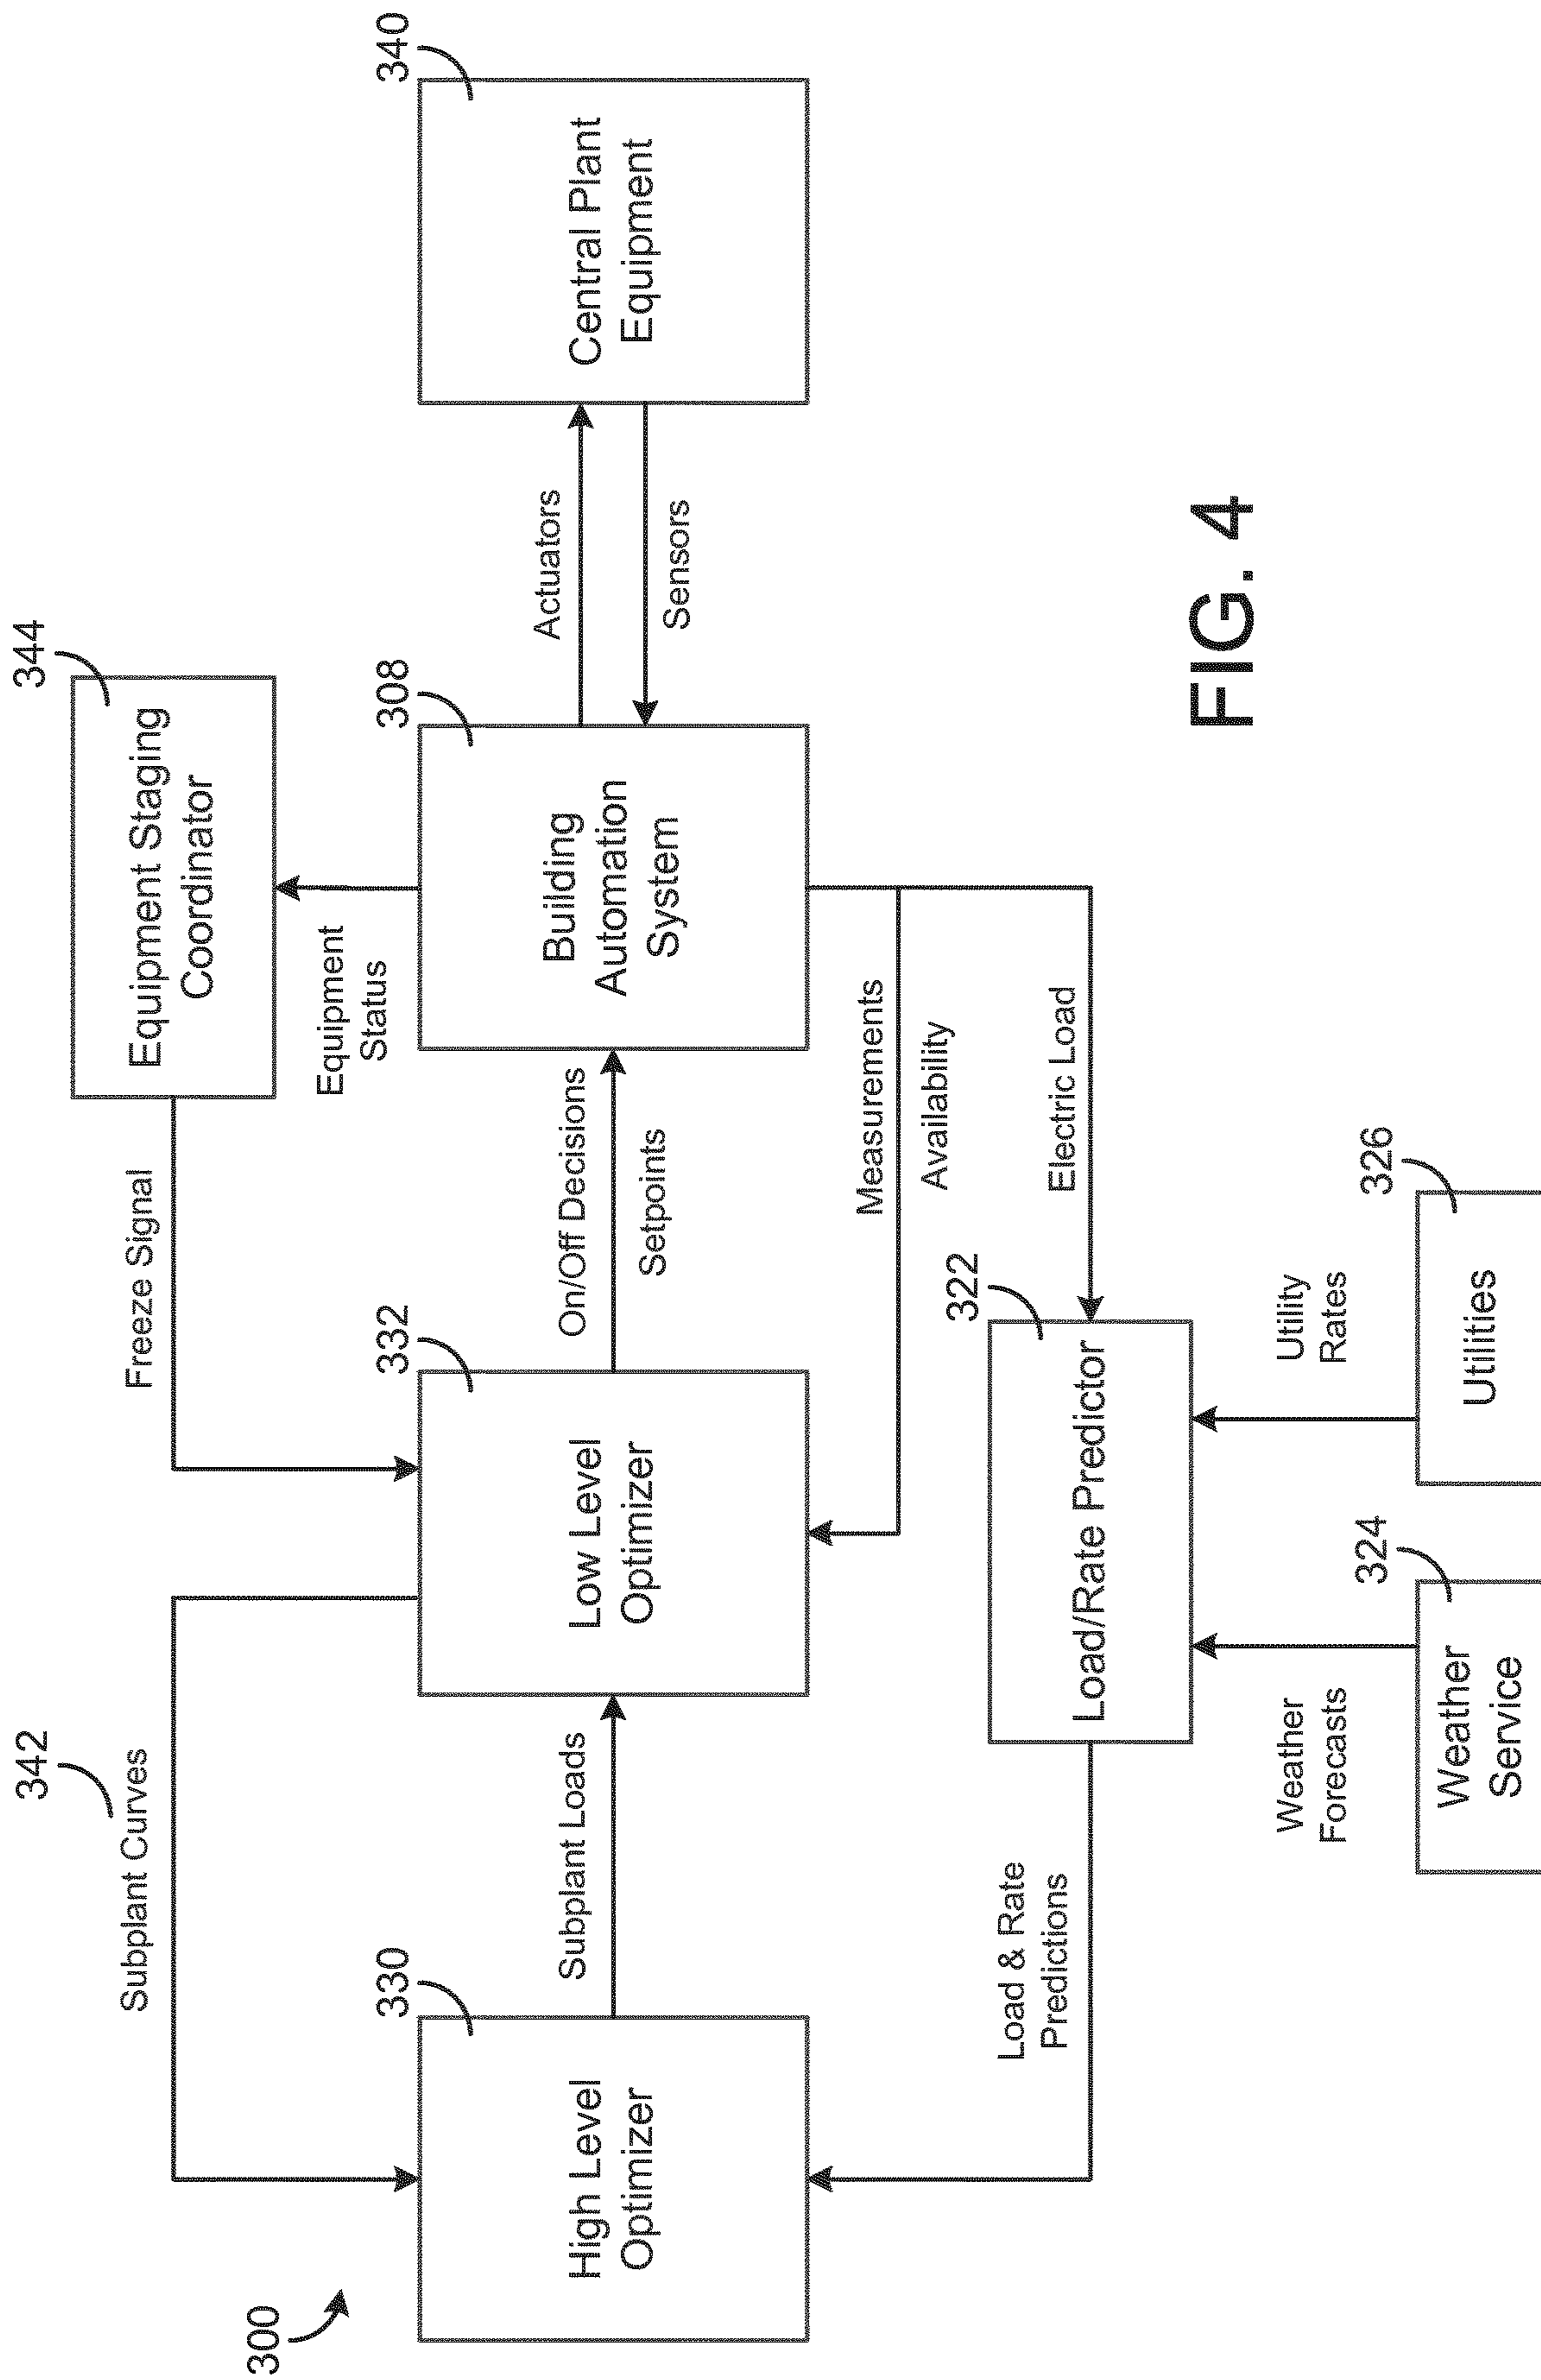 344
Equipment Staging
Coordinator
342
Subplant Curves
Freeze Signal
Equipment
Status
300
330
High Level
Optimizer
Subplant Loads
332
Low Level
Optimizer
On/Off Decisions
Setpoints
308
Building
Automation
System
Actuators
Sensors
340
Central Plant
Equipment
Measurements
Availability
Electric Load
Load & Rate
Predictions
322
Load/Rate Predictor
Weather
Forecasts
Utility
Rates
324
Weather
Service
326
Utilities
FIG. 4